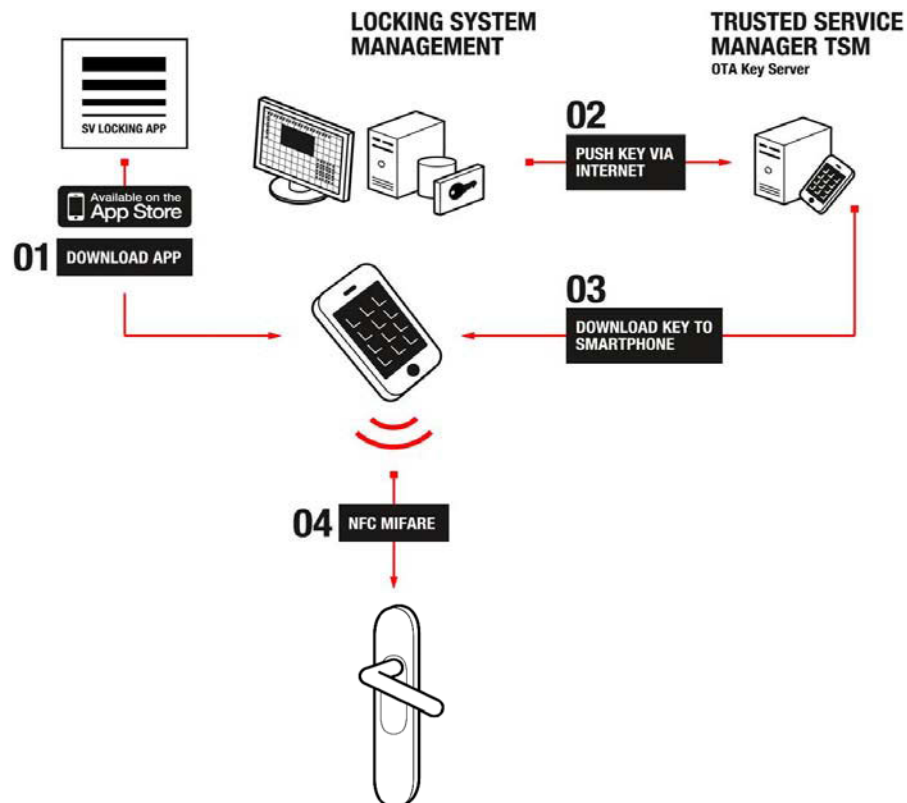 LOCKING SYSTEM
MANAGEMENT
TRUSTED SERVICE
MANAGER TSM
OTA Key Server
SV LOCKING APP
02
PUSH KEY VIA
INTERNET
Available on the
App Store
01
DOWNLOAD APP
03
DOWNLOAD KEY TO
SMARTPHONE
04
NFC MIFARE